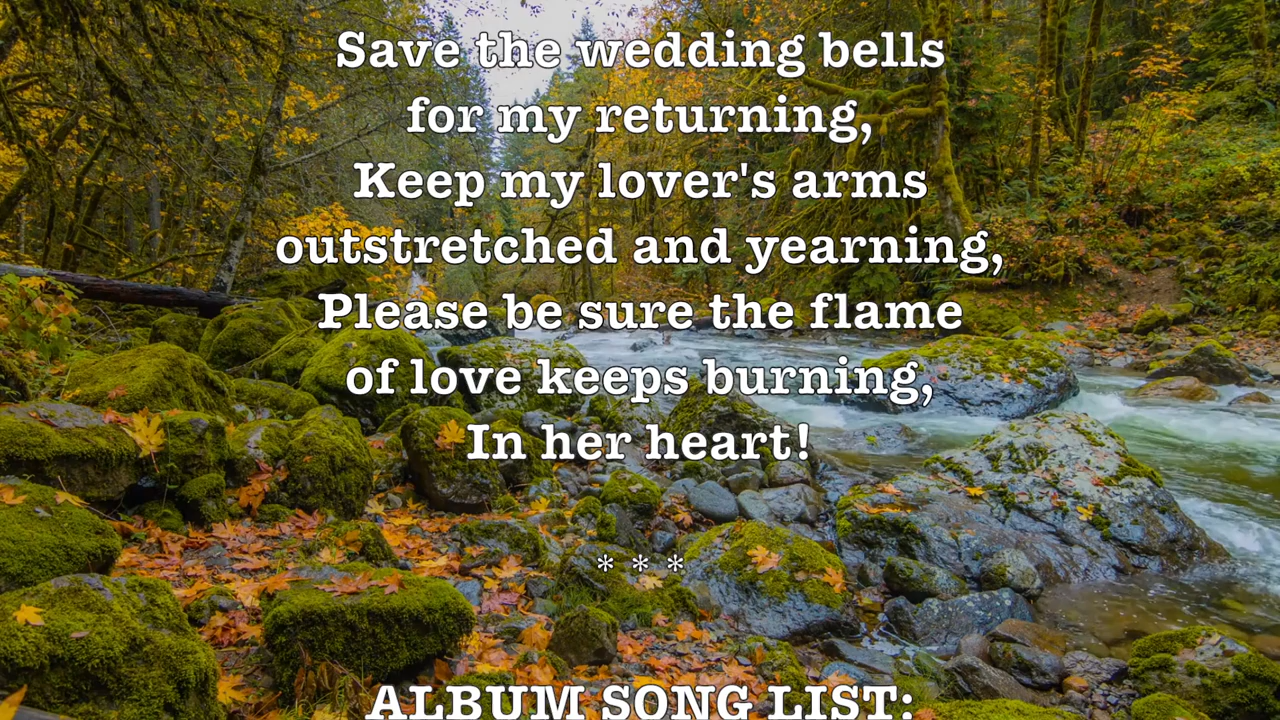 Save the wedding bells
for my returning,
Keep my lover's arms
outstretched and yearning,
Please be sure the flame
of love keeps burning,
In her heart!
* * *
ALBUM SONG LIST: